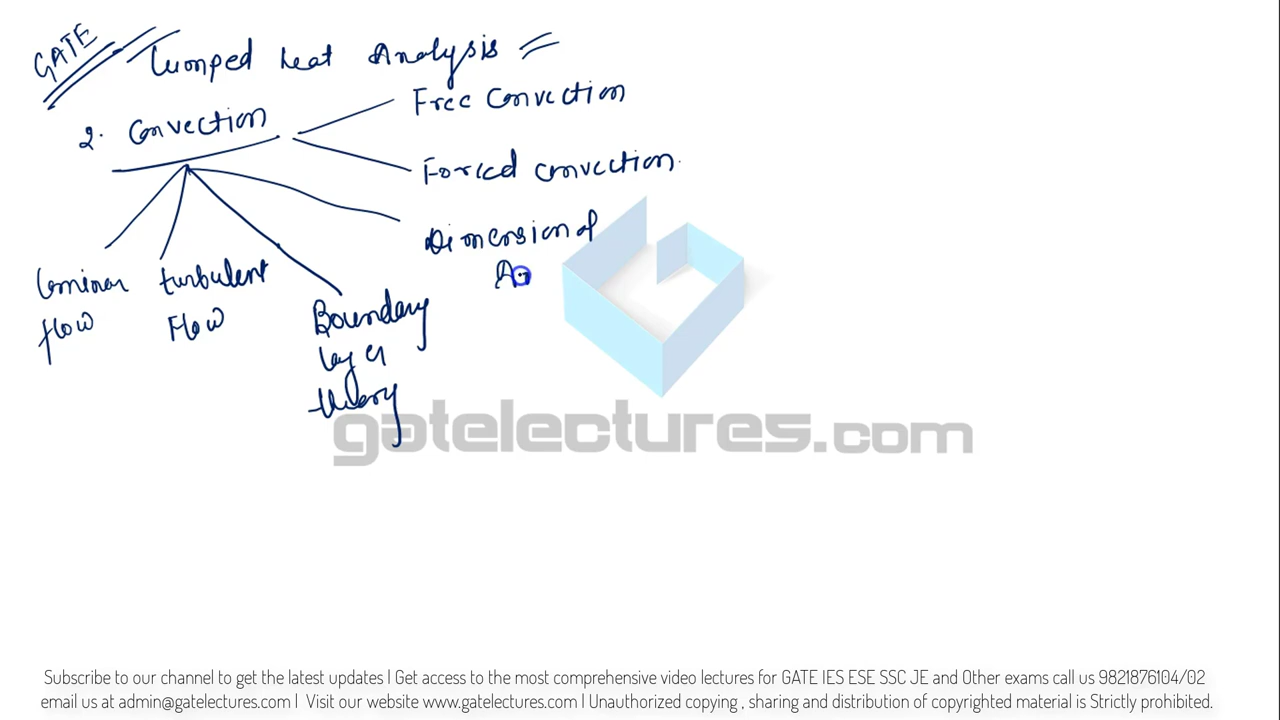 GATE
Lumped heat Analysis =
2. Convection
Free Convection
Forced convection.
Dimension of
An
Laminar
flow
turbulent
Flow
Boundary
layer
theory
gatelectures.com
Subscribe to our channel to get the latest updates | Get access to the most comprehensive video lectures for GATE IES ESE SSC JE and Other exams call us 9821876104/02
email us at admin@gatelectures.com | Visit our website www.gatelectures.com | Unauthorized copying , sharing and distribution of copyrighted material is Strictly prohibited.